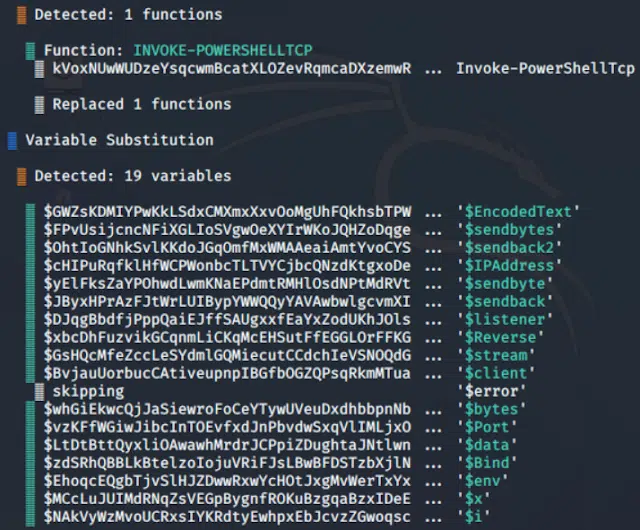 Detected: 1 functions
Function: INVOKE-POWERSHELLTCP
kVoxNUwWUDzeYsqcwmBcatXLOZevRqmcaDXzemwR ... Invoke-PowerShellTcp
Replaced 1 functions
Variable Substitution
Detected: 19 variables
$GWZsKDMIYPwKkLSdxCMXmxXxvOoMgUhFQkhsbTPW ... '$EncodedText'
$FPvUsijcncNFiXGLIoSVgwOeXYIrWKoJQHZoDqge ... '$sendbytes'
$OhtIoGNhkSvlKKdoJGqOmfMxWMAAeaiAmtYvoCYS ... '$sendback2'
$cHIPuRqfklHfWCPWonbcTLTVYCjbcQNzdKtgxoDe ... '$IPAddress'
$yElFksZaYPOhwdLwmKNaEPdmtRMHlOsdNPtMdRVt ... '$sendbyte'
$JByxHPrAzFJtWrLUIBypYWWQQyYAVAwbwlgcvmXI ... '$sendback'
$DJqgBbdfjPppQaiEJffSAUgxxfEaYxZodUKhJOls ... '$listener'
$xbcDhFuzvikGCqnmLiCKqMcEHSutFfEGGLOrFFKG ... '$Reverse'
$GsHQcMfeZccLeSYdmlGQMiecutCCdchIeVSNOQdG ... '$stream'
$BvjauUorbucCAtiveupnpIBGfbOGZQPsqRkmMTua ... '$client'
skipping '$error'
$whGiEkwcQjJaSiewroFoCeYTywUVeuDxdhbbpnNb ... '$bytes'
$vzKFfWGiwJibcInTOEvfxdJnPbvdwSxqVlIMLjxO ... '$Port'
$LtDtBttQyxliOAwawhMrdrJCPpiZDughtaJNtlwn ... '$data'
$zdSRhQBBLkBtelzoIojuVRiFJsLBwBFDSTzbXjlN ... '$Bind'
$EhoqcEQgbTjvSlHJZDwwRxwYcHOtJxgMvWerTxYx ... '$env'
$MCcLuJUIMdRNqZsVEGpBygnfROKuBzgqaBzxIDeE ... '$x'
$NAkVyWzMvoUCRxsIYKRdtyEwhpxEbJcvzZGwoqsc ... '$i'